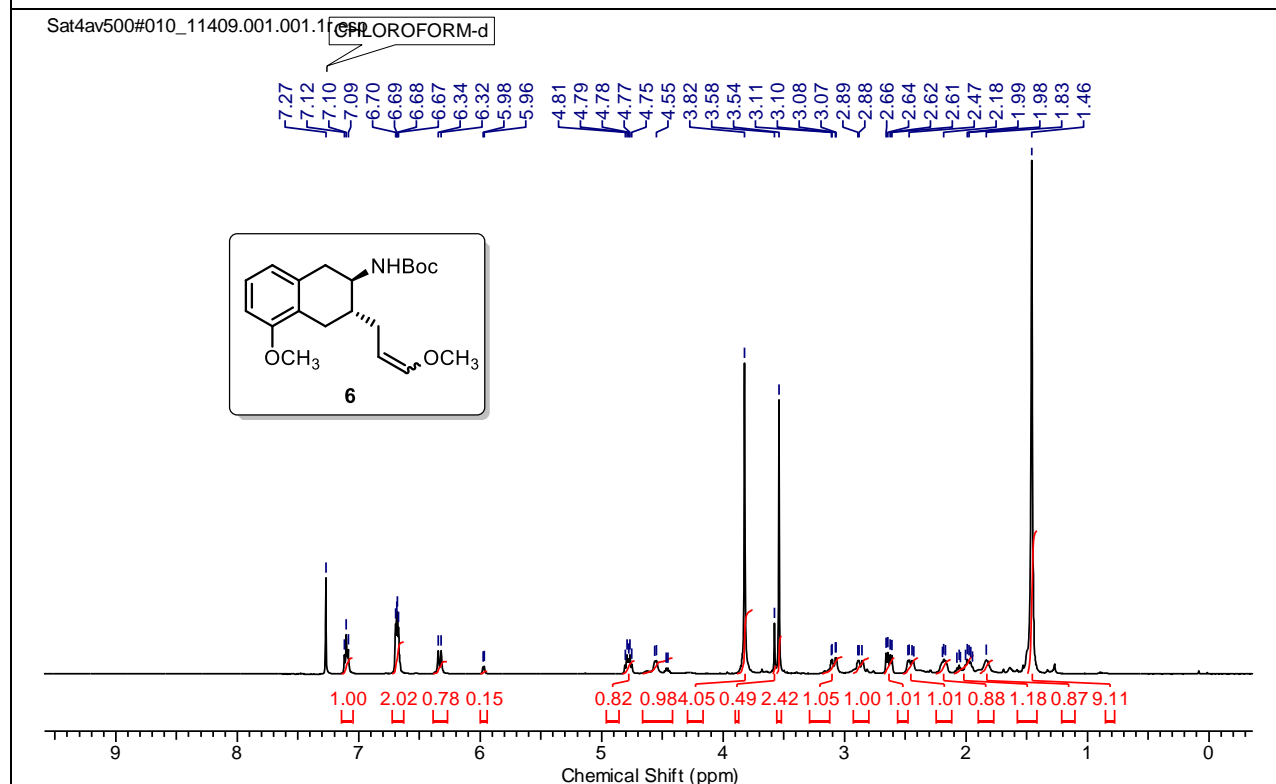 Sat4av500#010_11409.001.001.1r.esp
CHLOROFORM-d
7.27 7.12 7.10 7.09 6.70 6.69 6.68 6.67 6.34 6.32 5.98 5.96 4.81 4.79 4.78 4.77 4.75 4.55 3.82 3.58 3.54 3.11 3.10 3.08 3.07 2.89 2.88 2.66 2.64 2.62 2.61 2.47 2.18 1.99 1.98 1.83 1.46
NHBoc
OCH3
OCH3
6
1.00 2.02 0.78 0.15 0.82 0.98 4.05 0.49 2.42 1.05 1.00 1.01 1.01 0.88 1.18 0.87 9.11
9 8 7 6 5 4 3 2 1 0
Chemical Shift (ppm)